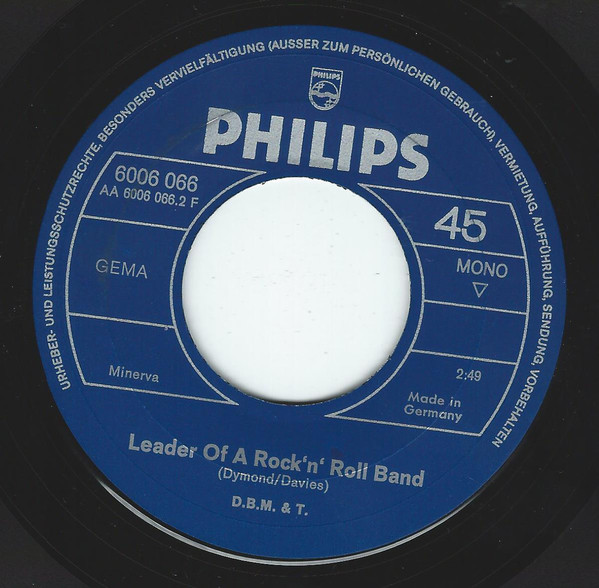 URHEBER- UND LEISTUNGSSCHUTZRECHTE, BESONDERS VERVIELFÄLTIGUNG (AUSSER ZUM PERSÖNLICHEN GEBRAUCH), VERMIETUNG, AUFFÜHRUNG, SENDUNG, VORBEHALTEN
PHILIPS
PHILIPS
6006 066
AA 6006 066.2 F
GEMA
Minerva
45
MONO
2:49
Made in
Germany
Leader Of A Rock‘n‘ Roll Band
(Dymond/Davies)
D.B.M. & T.